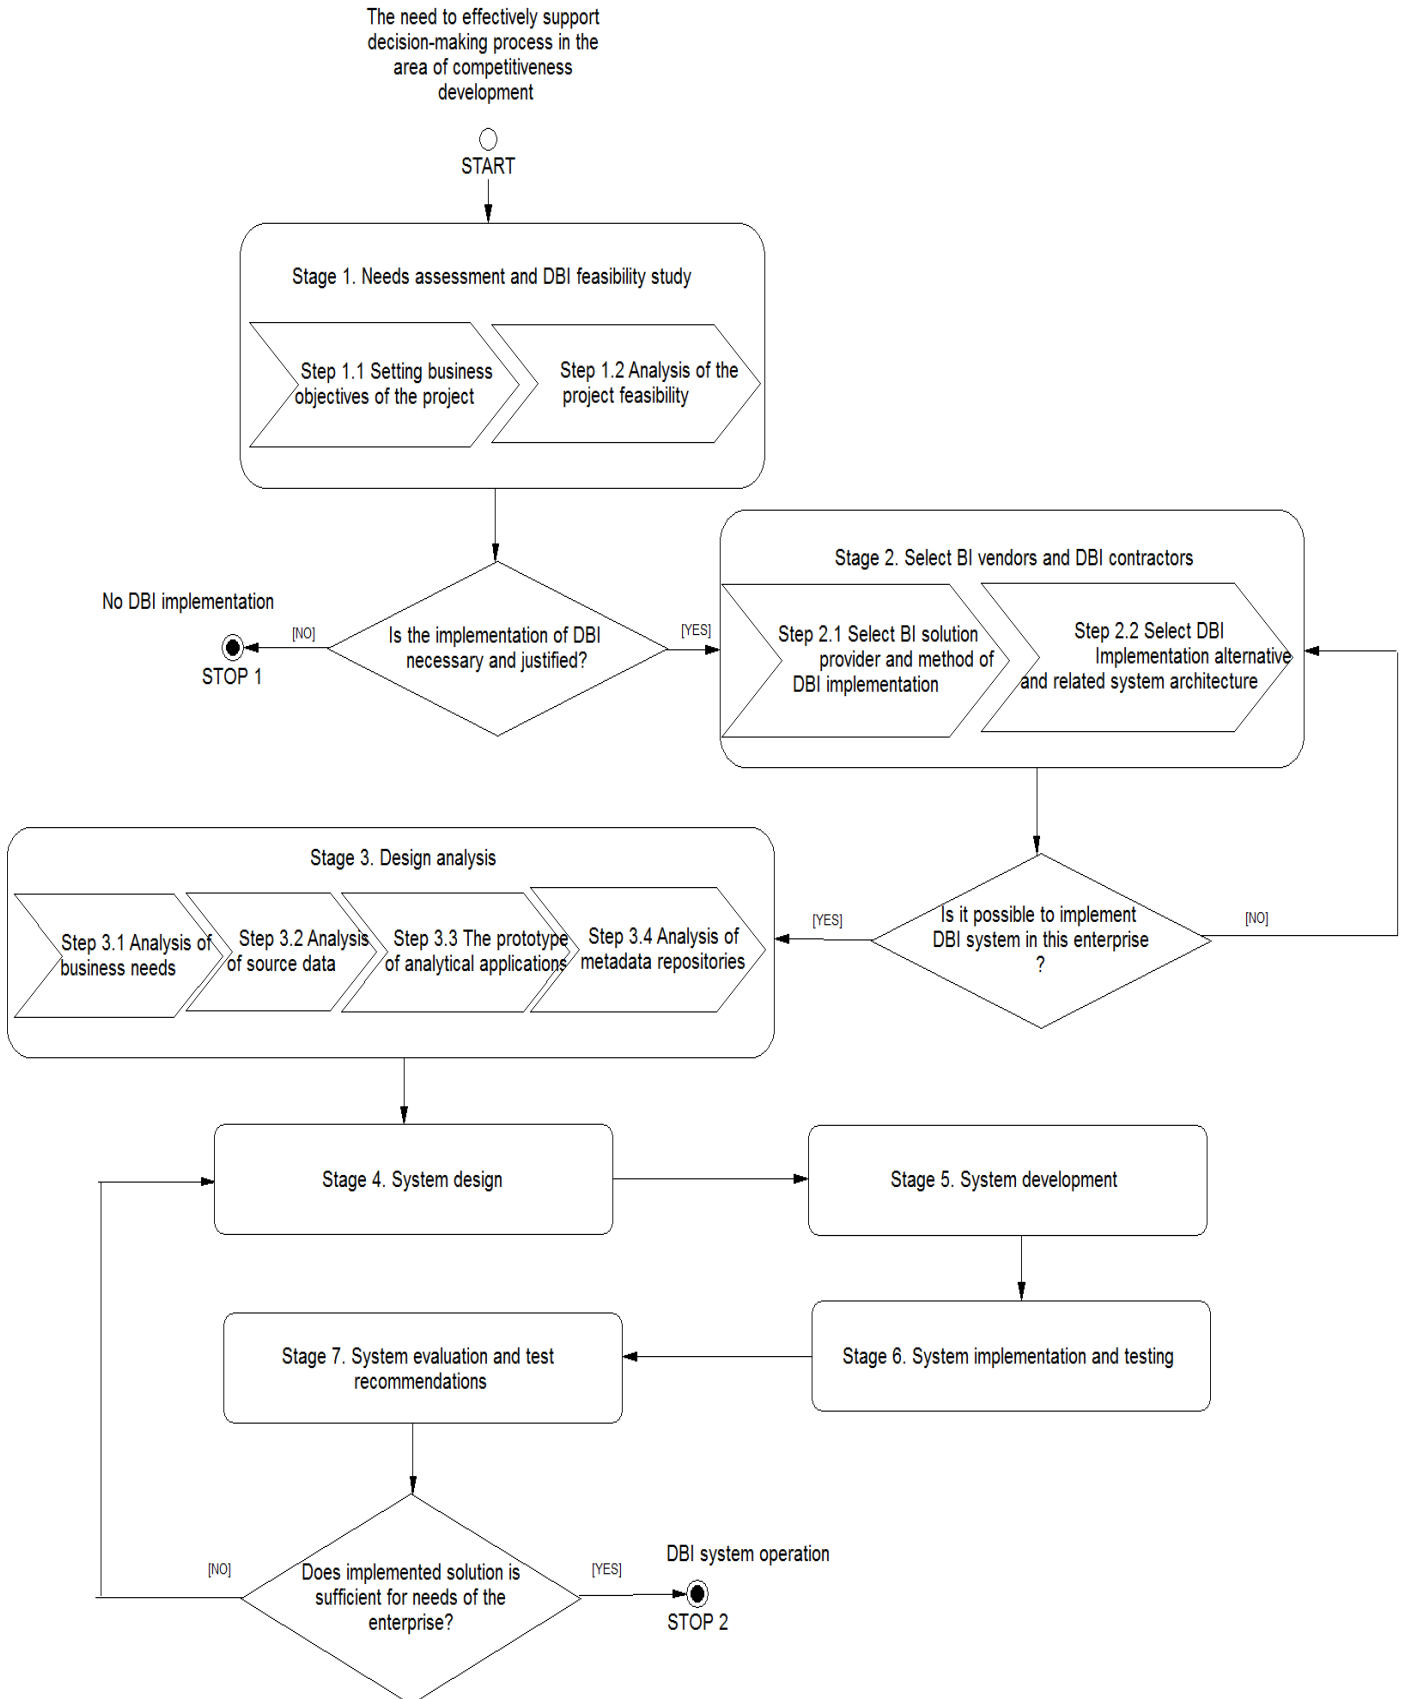 The need to effectively support
decision-making process in the
area of competitiveness
development
START
Stage 1. Needs assessment and DBI feasibility study
Step 1.1 Setting business
objectives of the project
Step 1.2 Analysis of the
project feasibility
No DBI implementation
[NO]
STOP 1
Is the implementation of DBI
necessary and justified?
[YES]
Stage 2. Select BI vendors and DBI contractors
Step 2.1 Select BI solution
provider and method of
DBI implementation
Step 2.2 Select DBI
Implementation alternative
and related system architecture
Is it possible to implement
DBI system in this enterprise
?
[YES]
[NO]
Stage 3. Design analysis
Step 3.1 Analysis of
business needs
Step 3.2 Analysis
of source data
Step 3.3 The prototype
of analytical applications
Step 3.4 Analysis of
metadata repositories
Stage 4. System design
Stage 5. System development
Stage 6. System implementation and testing
Stage 7. System evaluation and test
recommendations
[NO]
Does implemented solution is
sufficient for needs of the
enterprise?
[YES]
DBI system operation
STOP 2